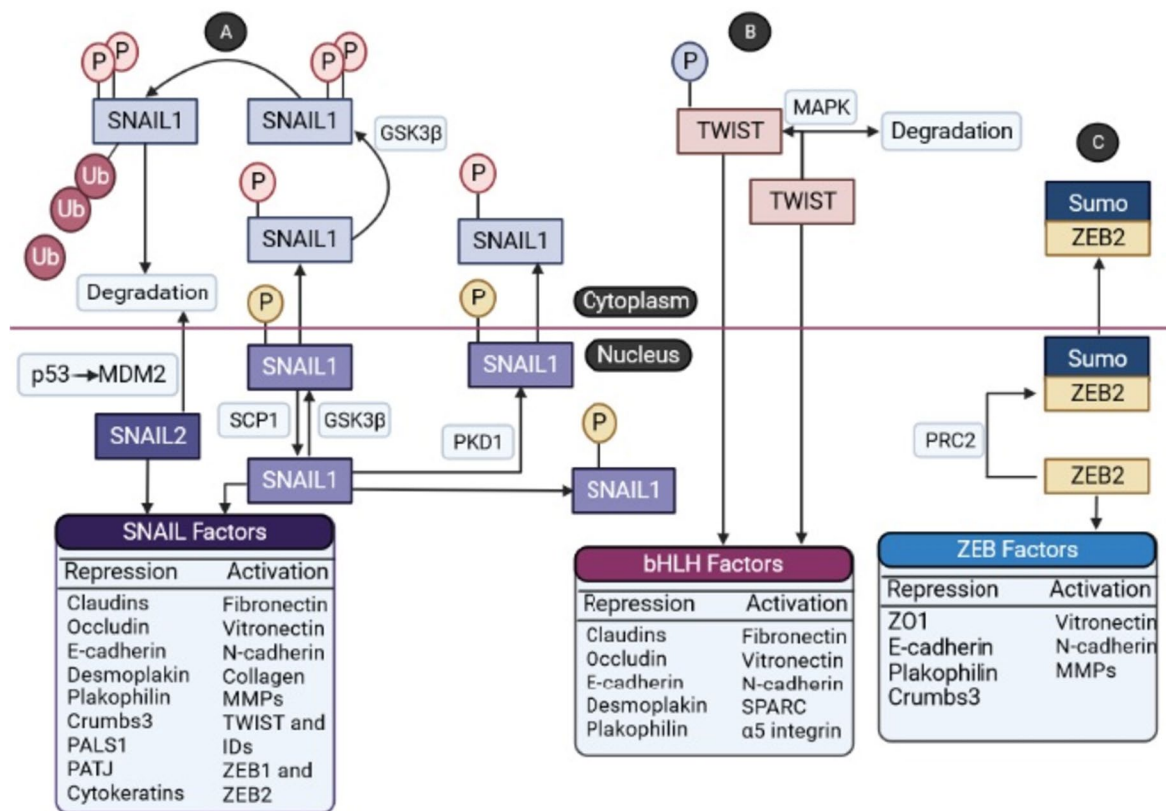 A
P P
SNAIL1
P P
SNAIL1
GSK3β
Ub
Ub
Ub
P
SNAIL1
P
SNAIL1
Degradation
P
P
Cytoplasm
Nucleus
p53 MDM2
SNAIL2
SNAIL1
SCP1
GSK3β
SNAIL1
SNAIL1
PKD1
P
SNAIL1
SNAIL Factors
Repression Activation
Claudins Fibronectin
Occludin Vitronectin
E-cadherin N-cadherin
Desmoplakin Collagen
Plakophilin MMPs
Crumbs3 TWIST and
PALS1 IDs
PATJ ZEB1 and
Cytokeratins ZEB2
B
P
TWIST
MAPK
Degradation
TWIST
bHLH Factors
Repression Activation
Claudins Fibronectin
Occludin Vitronectin
E-cadherin N-cadherin
Desmoplakin SPARC
Plakophilin α5 integrin
C
Sumo
ZEB2
Sumo
ZEB2
PRC2
ZEB2
ZEB Factors
Repression Activation
ZO1 Vitronectin
E-cadherin N-cadherin
Plakophilin MMPs
Crumbs3